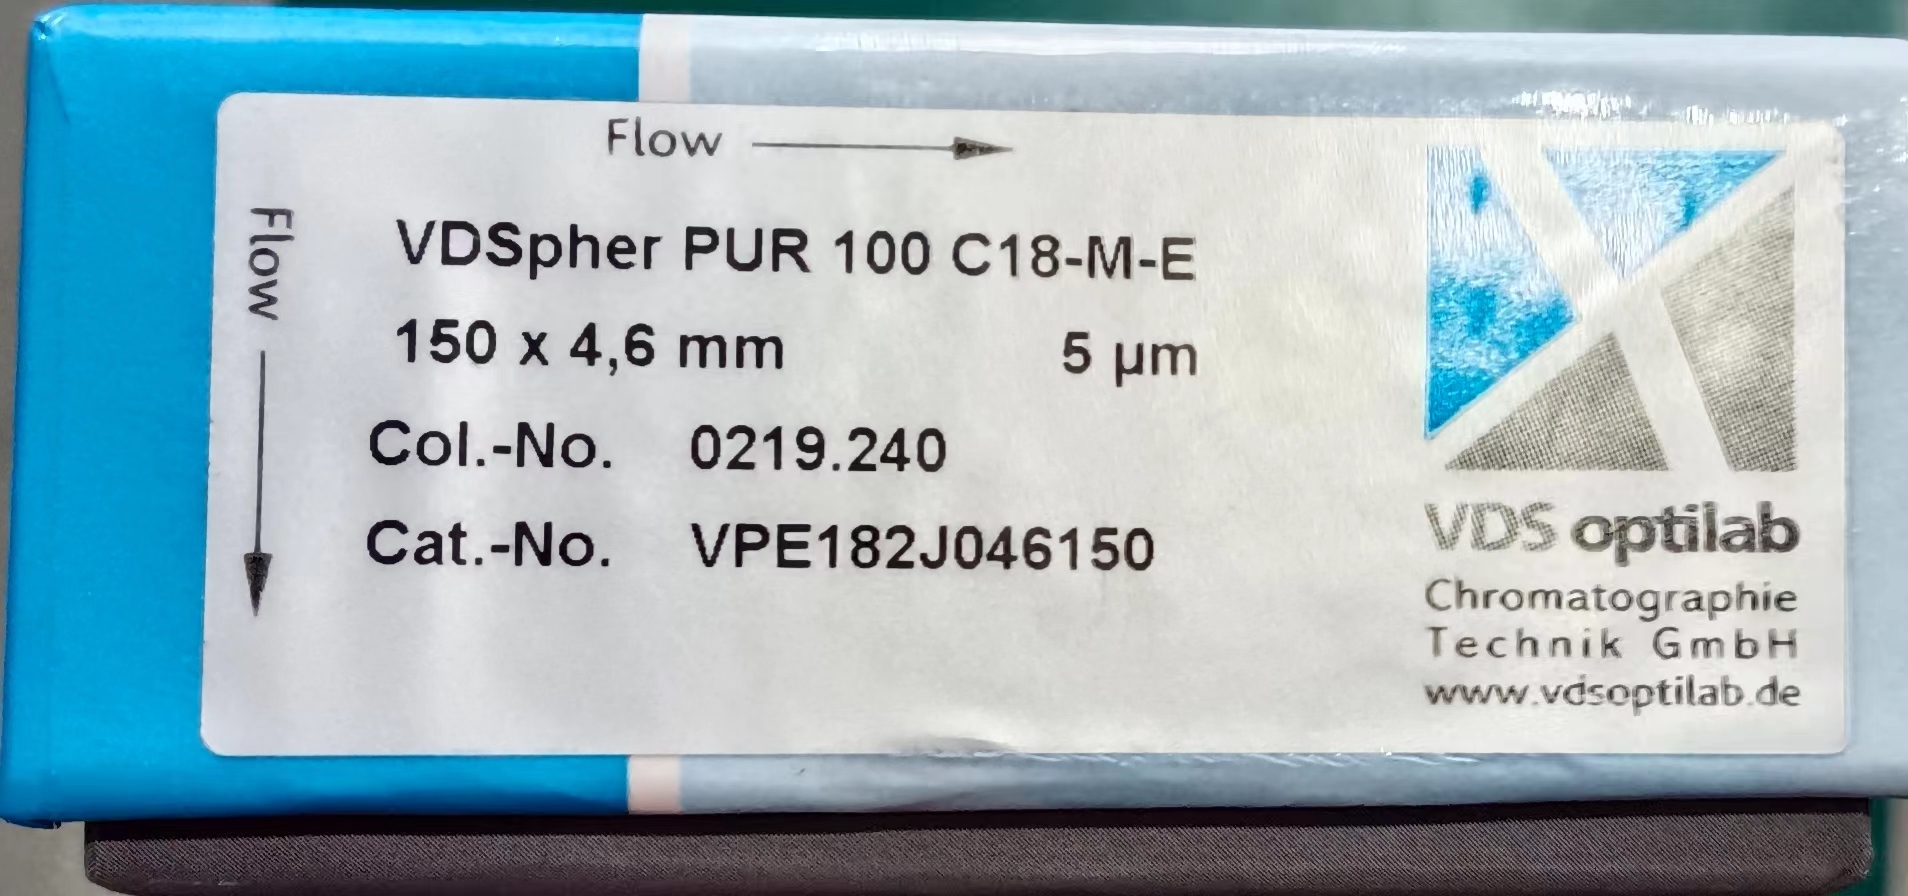 Flow
Flow
VDSpher PUR 100 C18-M-E
150 x 4,6 mm 5 µm
Col.-No. 0219.240
Cat.-No. VPE182J046150
VDS optilab
Chromatographie
Technik GmbH
www.vdsoptilab.de